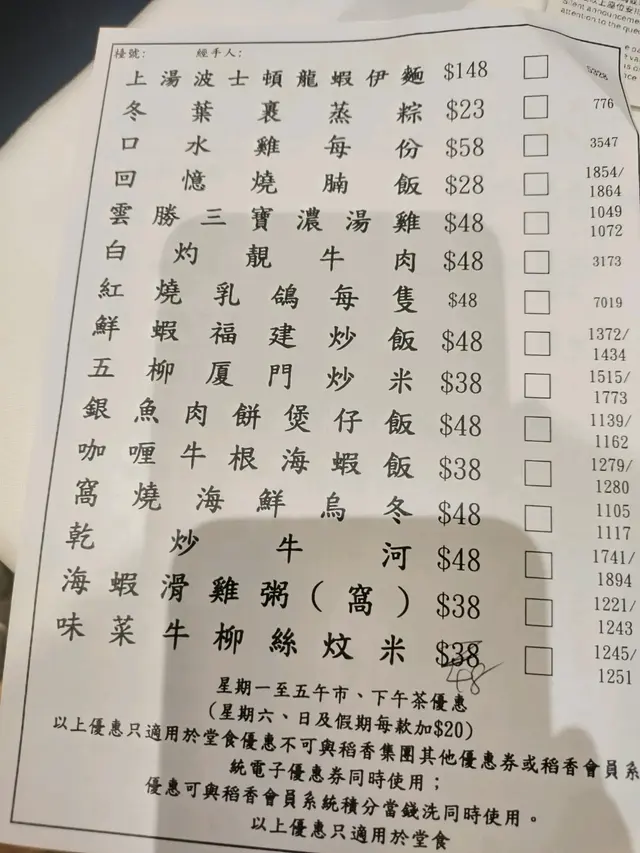 檯號： 經手人：
上湯波士頓龍蝦伊麵 $148
冬葉裹蒸粽 $23 776
口水雞每份 $58 3547
回憶燒腩飯 $28 1854/1864
雲勝三寶濃湯雞 $48 1049 1072
白灼靚牛肉 $48 3173
紅燒乳鴿每隻 $48 7019
鮮蝦福建炒飯 $48 1372/1434
五柳厦門炒米 $38 1515/1773
銀魚肉餅煲仔飯 $48 1139/1162
咖喱牛根海蝦飯 $38 1279/1280
窩燒海鮮烏冬 $48 1105 1117
乾炒牛河 $48 1741/1894
海蝦滑雞粥(窩) $38 1221/1243
味菜牛柳絲炆米 $38 1245/1251
48
星期一至五午市、下午茶優惠
(星期六、日及假期每款加$20)
以上優惠只適用於堂食優惠不可與稻香集團其他優惠券或稻香會員系
統電子優惠券同時使用；
優惠可與稻香會員系統積分當錢洗同時使用。
以上優惠只適用於堂食